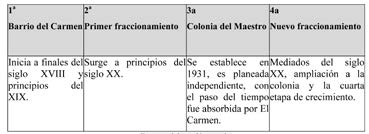 1ª
Barrio del Carmen
2ª
Primer fraccionamiento
3a
Colonia del Maestro
4a
Nuevo fraccionamiento
Inicia a finales del
siglo XVIII y
principios del
XIX.
Surge a principios del
siglo XX.
Se establece en
1931, es planeada
independiente, con
el paso del tiempo
fue absorbida por El
Carmen.
Mediados del siglo
XX, ampliación a la
colonia y la cuarta
etapa de crecimiento.